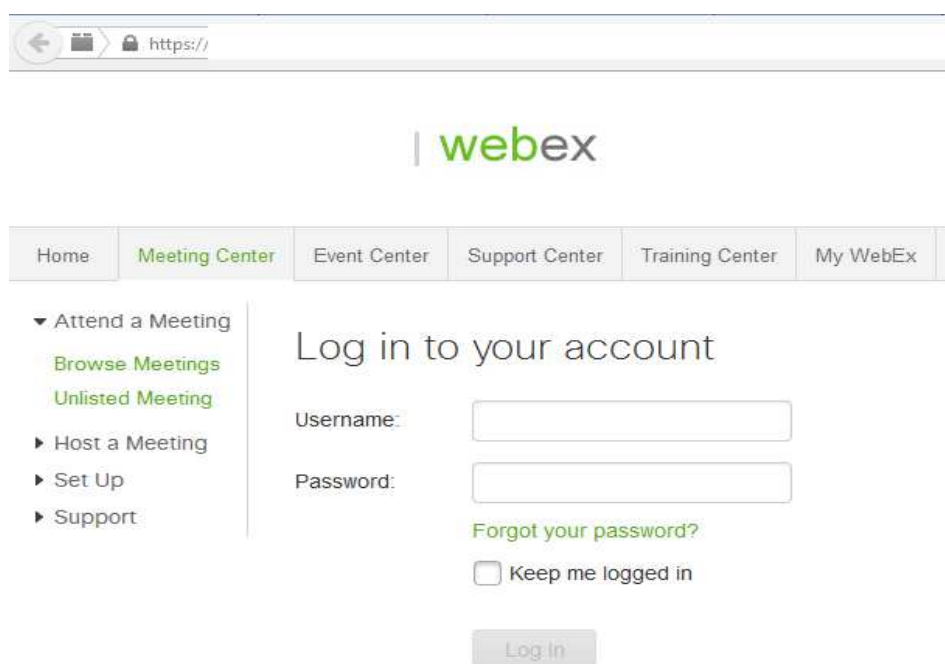 https://
webex
Home Meeting Center Event Center Support Center Training Center My WebEx
Attend a Meeting
Browse Meetings
Unlisted Meeting
Host a Meeting
Set Up
Support
Log in to your account
Username:
Password:
Forgot your password?
Keep me logged in
Log In